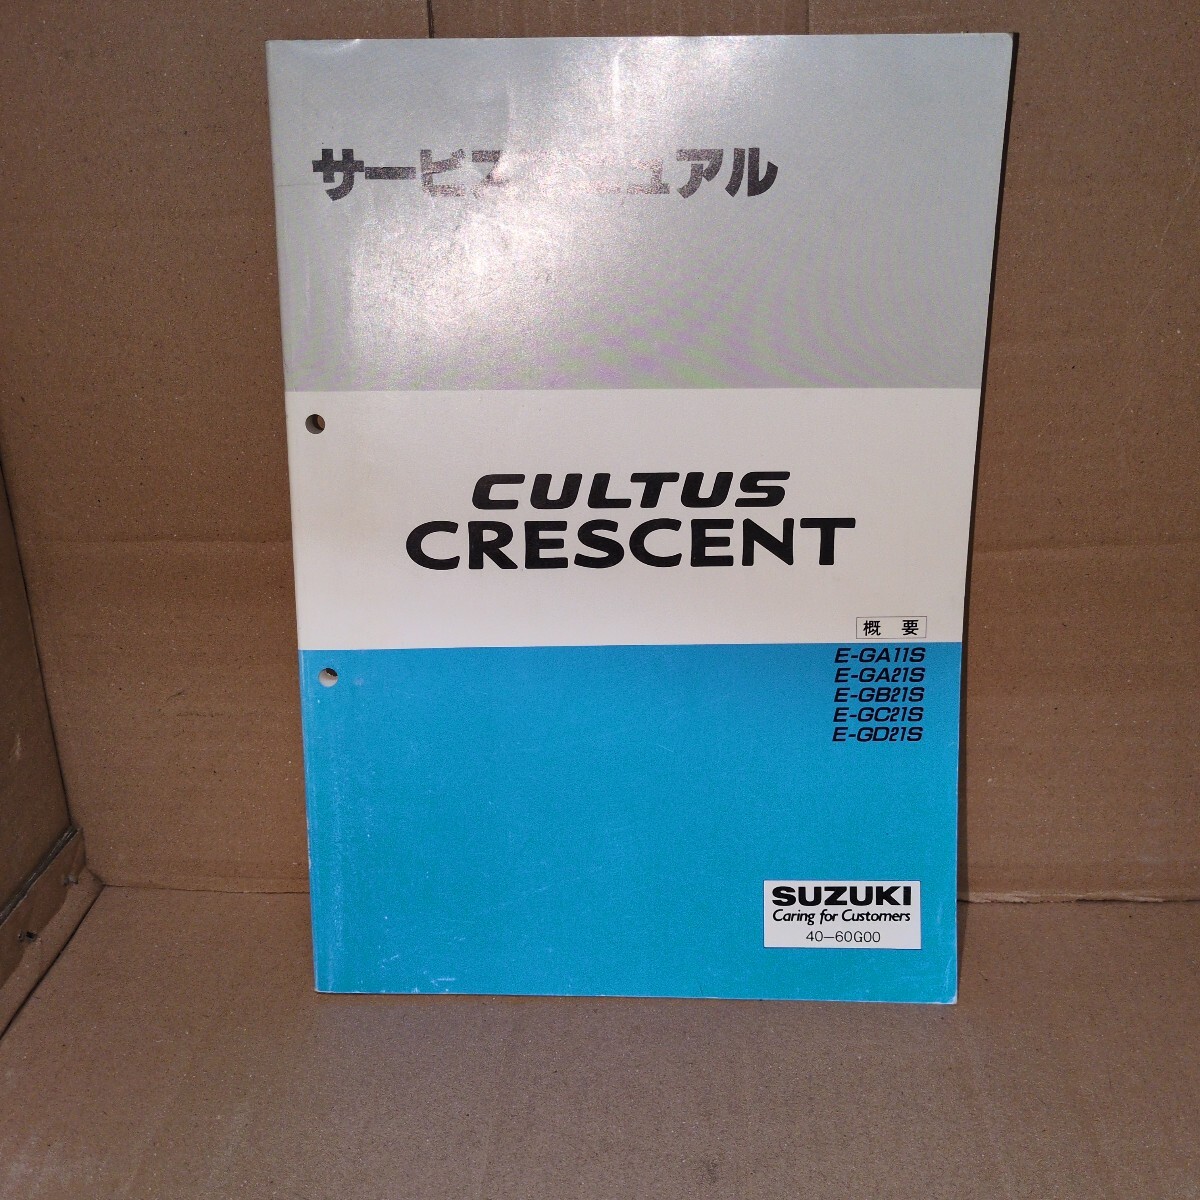 サービスマニュアル
CULTUS
CRESCENT
概要
E-GA11S
E-GA21S
E-GB21S
E-GC21S
E-GD21S
SUZUKI
Caring for Customers
40-60G00